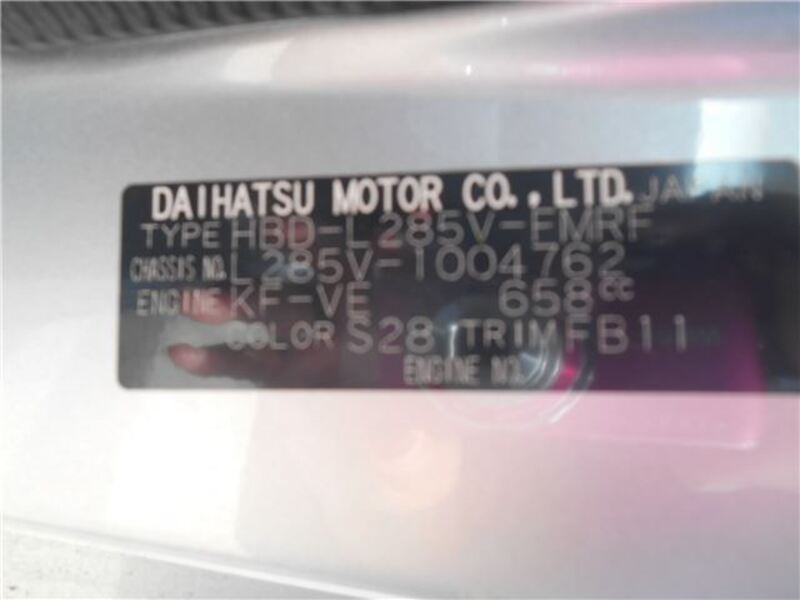 DAIHATSU MOTOR CO.,LTD. JAPAN
TYPE HBD-L285V-EMRF
CHASSIS NO. L285V-1004762
ENGINE KF-VE 658cc
COLOR S28 TRIM FB11
ENGINE NO.